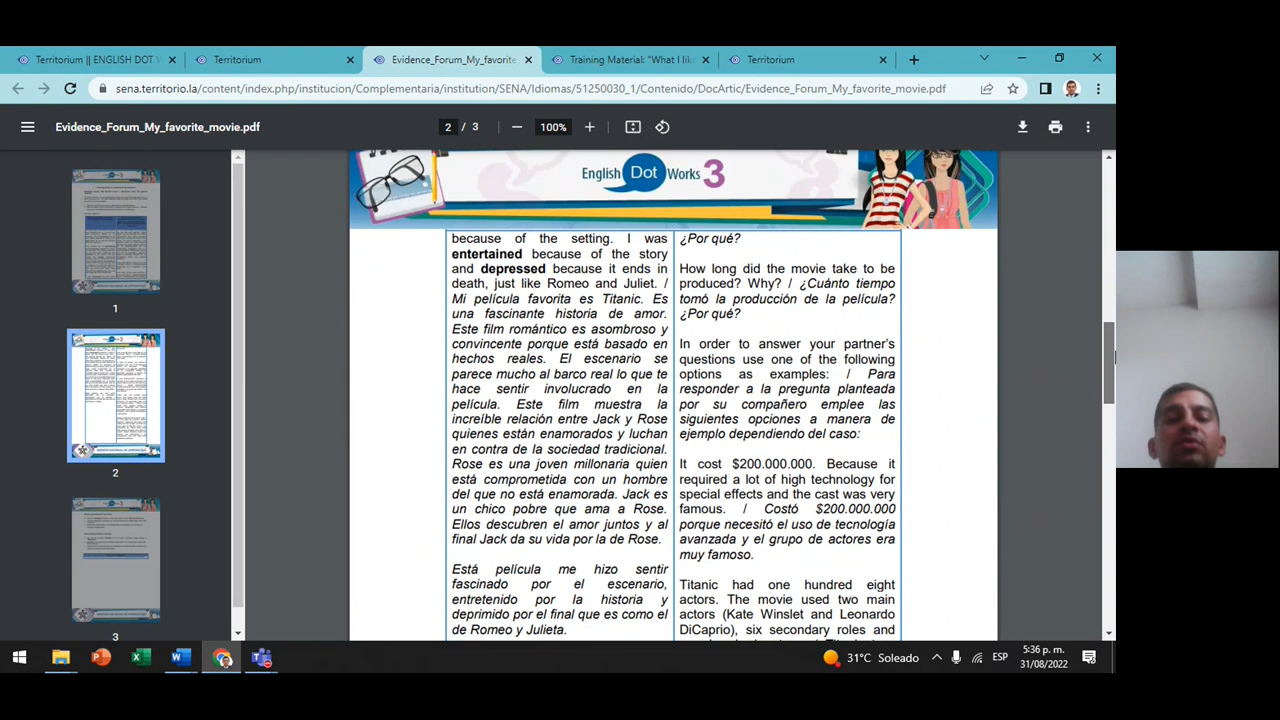 Territorium || ENGLISH DOT W
Territorium
Evidence_Forum_My_favorite
Training Material: "What I like
Territorium
sena.territorio.la/content/index.php/institucion/Complementaria/institution/SENA/Idiomas/51250030_1/Contenido/DocArtic/Evidence_Forum_My_favorite_movie.pdf
Evidence_Forum_My_favorite_movie.pdf
2 / 3
100%
English Dot Works 3
because of the setting. I was
entertained because of the story
and depressed because it ends in
death, just like Romeo and Juliet. /
Mi película favorita es Titanic. Es
una fascinante historia de amor.
Este film romántico es asombroso y
convincente porque está basado en
hechos reales. El escenario se
parece mucho al barco real lo que te
hace sentir involucrado en la
película. Este film muestra la
increíble relación entre Jack y Rose
quienes están enamorados y luchan
en contra de la sociedad tradicional.
Rose es una joven millonaria quien
está comprometida con un hombre
del que no está enamorada. Jack es
un chico pobre que ama a Rose.
Ellos descubren el amor juntos y al
final Jack da su vida por la de Rose.
Está película me hizo sentir
fascinado por el escenario,
entretenido por la historia y
deprimido por el final que es como el
de Romeo y Julieta.
¿Por qué?
How long did the movie take to be
produced? Why? / ¿Cuánto tiempo
tomó la producción de la película?
¿Por qué?
In order to answer your partner's
questions use one of the following
options as examples: / Para
responder a la pregunta planteada
por su compañero emplee las
siguientes opciones a manera de
ejemplo dependiendo del caso:
It cost $200.000.000. Because it
required a lot of high technology for
special effects and the cast was very
famous. / Costó $200.000.000
porque necesitó el uso de tecnología
avanzada y el grupo de actores era
muy famoso.
Titanic had one hundred eight
actors. The movie used two main
actors (Kate Winslet and Leonardo
DiCaprio), six secondary roles and
1
2
3
31°C Soleado
ESP
5:36 p. m.
31/08/2022